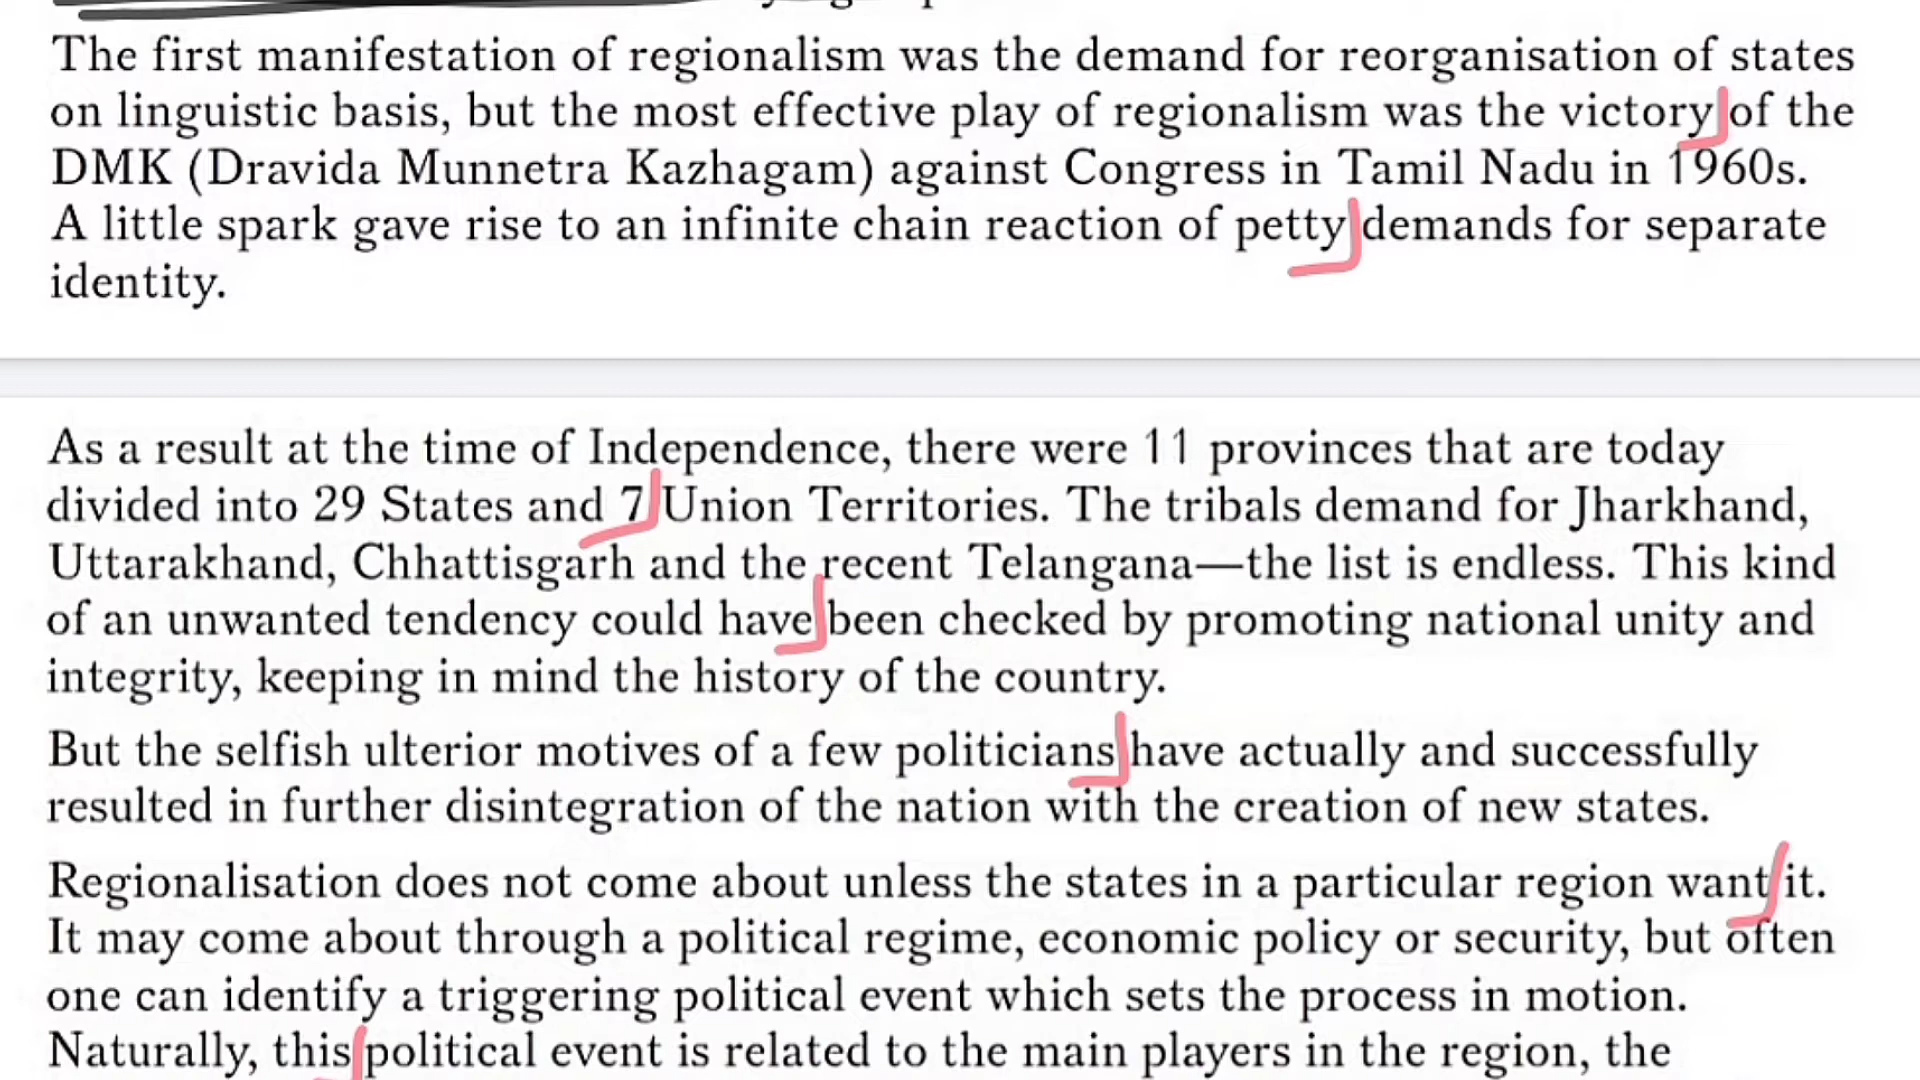 The first manifestation of regionalism was the demand for reorganisation of states
on linguistic basis, but the most effective play of regionalism was the victory of the
DMK (Dravida Munnetra Kazhagam) against Congress in Tamil Nadu in 1960s.
A little spark gave rise to an infinite chain reaction of petty demands for separate
identity.
As a result at the time of Independence, there were 11 provinces that are today
divided into 29 States and 7 Union Territories. The tribals demand for Jharkhand,
Uttarakhand, Chhattisgarh and the recent Telangana—the list is endless. This kind
of an unwanted tendency could have been checked by promoting national unity and
integrity, keeping in mind the history of the country.
But the selfish ulterior motives of a few politicians have actually and successfully
resulted in further disintegration of the nation with the creation of new states.
Regionalisation does not come about unless the states in a particular region want it.
It may come about through a political regime, economic policy or security, but often
one can identify a triggering political event which sets the process in motion.
Naturally, this political event is related to the main players in the region, the